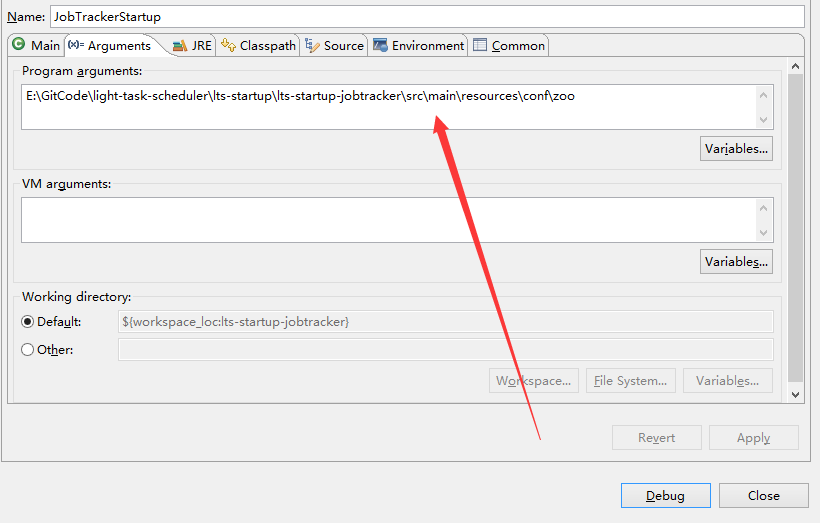 Name: JobTrackerStartup
Main (x)= Arguments JRE Classpath Source Environment Common
Program arguments:
E:\GitCode\light-task-scheduler\lts-startup\lts-startup-jobtracker\src\main\resources\conf\zoo
Variables...
VM arguments:
Variables...
Working directory:
Default: ${workspace_loc:lts-startup-jobtracker}
Other:
Workspace... File System... Variables...
Revert Apply
Debug Close